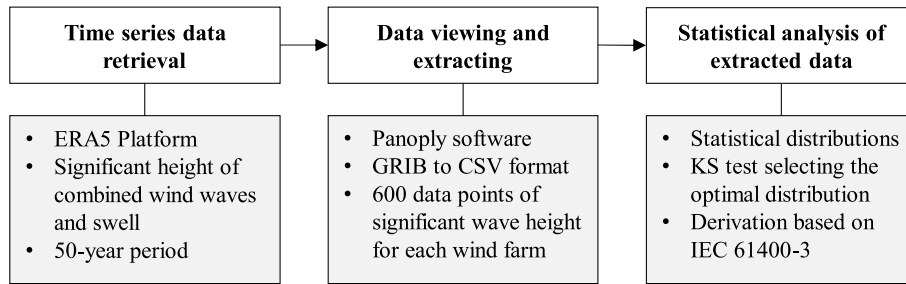 Time series data
retrieval
Data viewing and
extracting
Statistical analysis of
extracted data
• ERA5 Platform
• Significant height of
combined wind waves
and swell
• 50-year period
• Panoply software
• GRIB to CSV format
• 600 data points of
significant wave height
for each wind farm
• Statistical distributions
• KS test selecting the
optimal distribution
• Derivation based on
IEC 61400-3